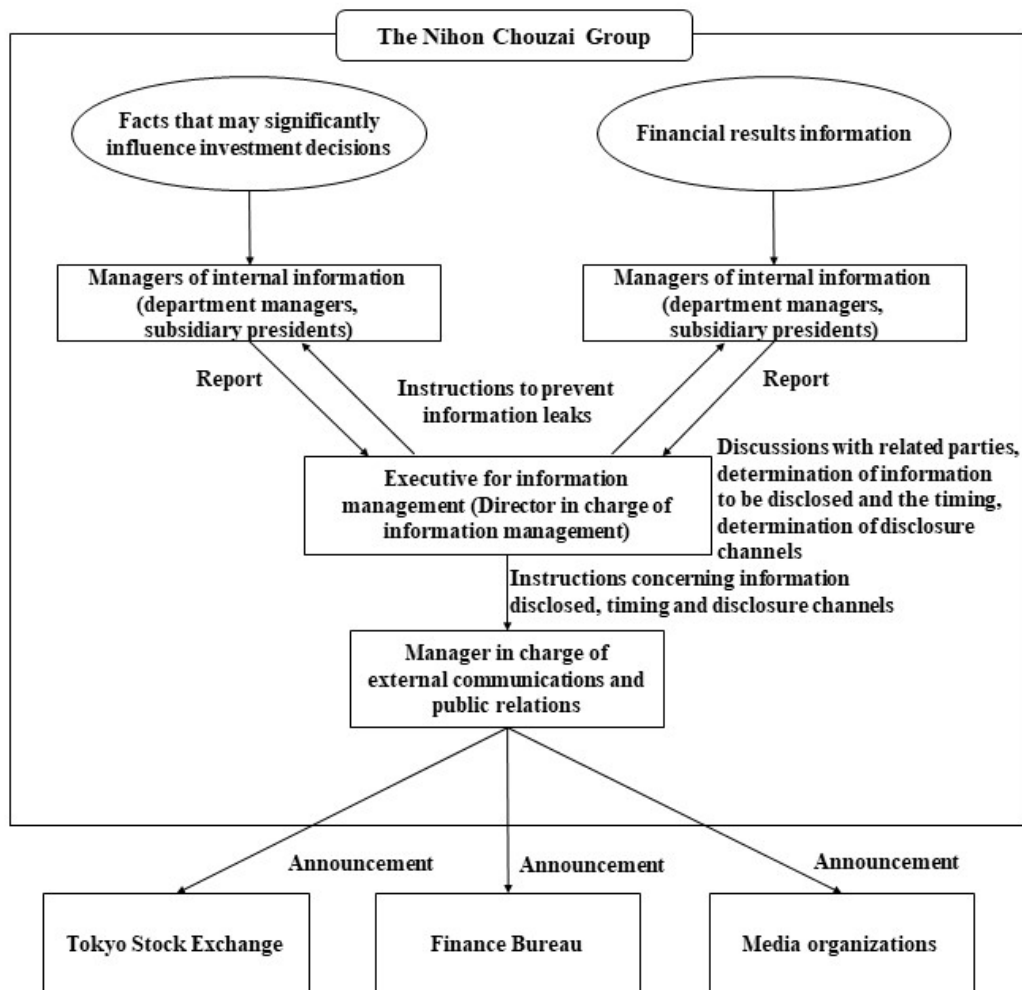 The Nihon Chouzai Group
Facts that may significantly
influence investment decisions
Financial results information
Managers of internal information
(department managers,
subsidiary presidents)
Managers of internal information
(department managers,
subsidiary presidents)
Report
Instructions to prevent
information leaks
Report
Executive for information
management (Director in charge of
information management)
Discussions with related parties,
determination of information
to be disclosed and the timing,
determination of disclosure
channels
Instructions concerning information
disclosed, timing and disclosure channels
Manager in charge of
external communications and
public relations
Announcement
Announcement
Announcement
Tokyo Stock Exchange
Finance Bureau
Media organizations